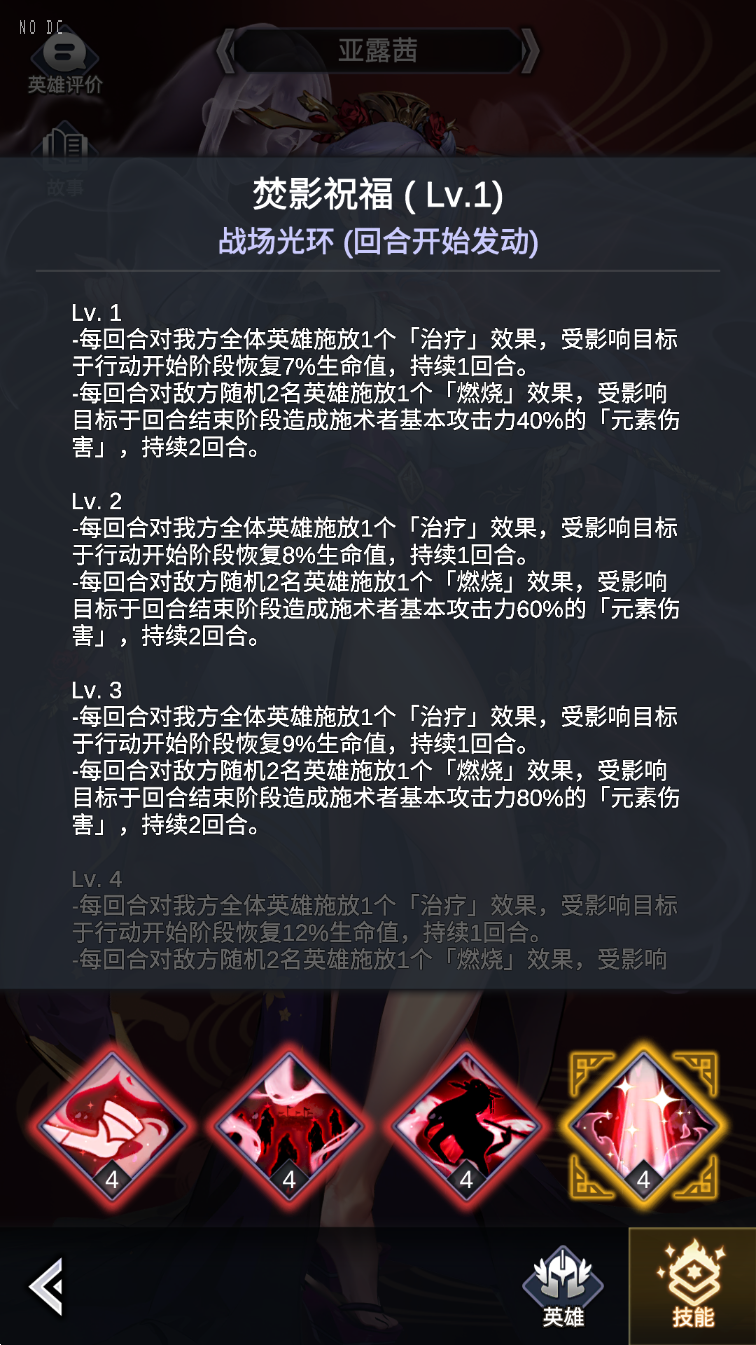 NO DC
亚露茜
英雄评价
故事
焚影祝福 ( Lv.1)
战场光环 (回合开始发动)
Lv. 1
-每回合对我方全体英雄施放1个「治疗」效果，受影响目标
于行动开始阶段恢复7%生命值，持续1回合。
-每回合对敌方随机2名英雄施放1个「燃烧」效果，受影响
目标于回合结束阶段造成施术者基本攻击力40%的「元素伤
害」，持续2回合。
Lv. 2
-每回合对我方全体英雄施放1个「治疗」效果，受影响目标
于行动开始阶段恢复8%生命值，持续1回合。
-每回合对敌方随机2名英雄施放1个「燃烧」效果，受影响
目标于回合结束阶段造成施术者基本攻击力60%的「元素伤
害」，持续2回合。
Lv. 3
-每回合对我方全体英雄施放1个「治疗」效果，受影响目标
于行动开始阶段恢复9%生命值，持续1回合。
-每回合对敌方随机2名英雄施放1个「燃烧」效果，受影响
目标于回合结束阶段造成施术者基本攻击力80%的「元素伤
害」，持续2回合。
Lv. 4
-每回合对我方全体英雄施放1个「治疗」效果，受影响目标
于行动开始阶段恢复12%生命值，持续1回合。
-每回合对敌方随机2名英雄施放1个「燃烧」效果，受影响
4 4 4 4
英雄 技能